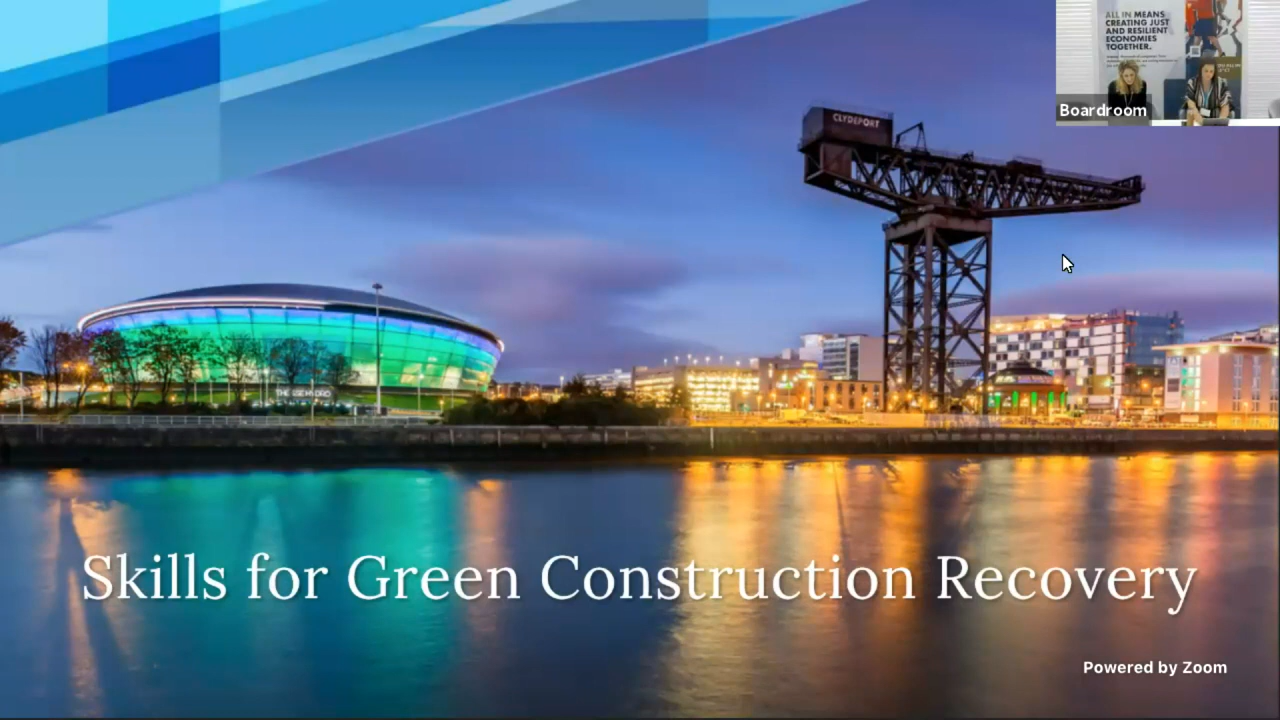 ALL IN MEANS
CREATING JUST
AND RESILIENT
ECONOMIES
TOGETHER.
Boardroom
CLYDEPORT
Skills for Green Construction Recovery
Powered by Zoom